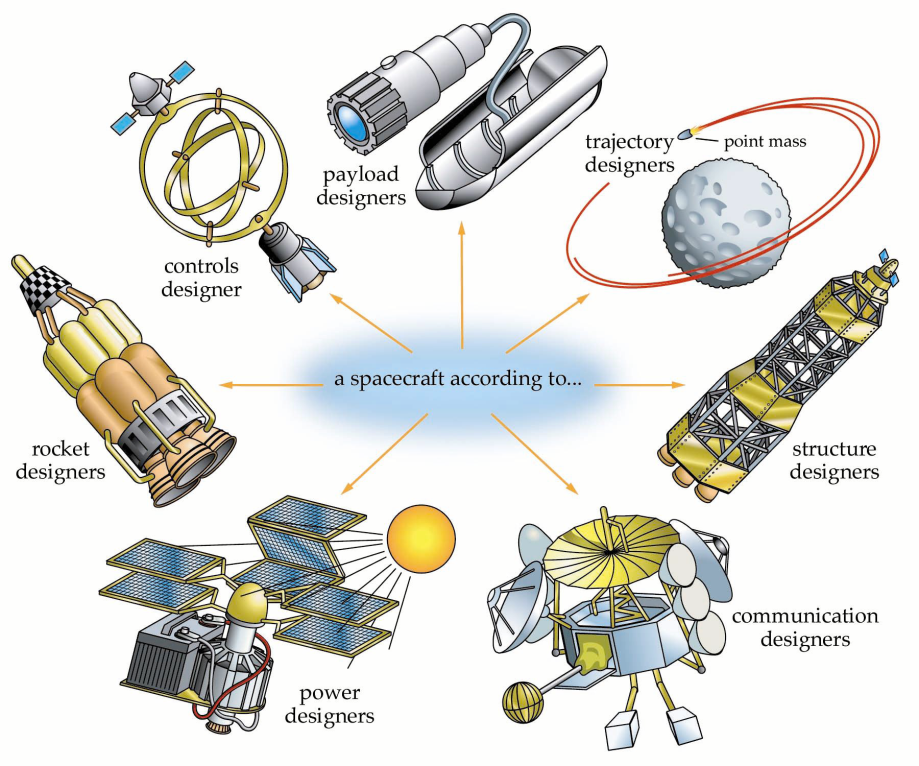 payload
designers
trajectory
designers
point mass
controls
designer
a spacecraft according to...
rocket
designers
structure
designers
communication
designers
power
designers